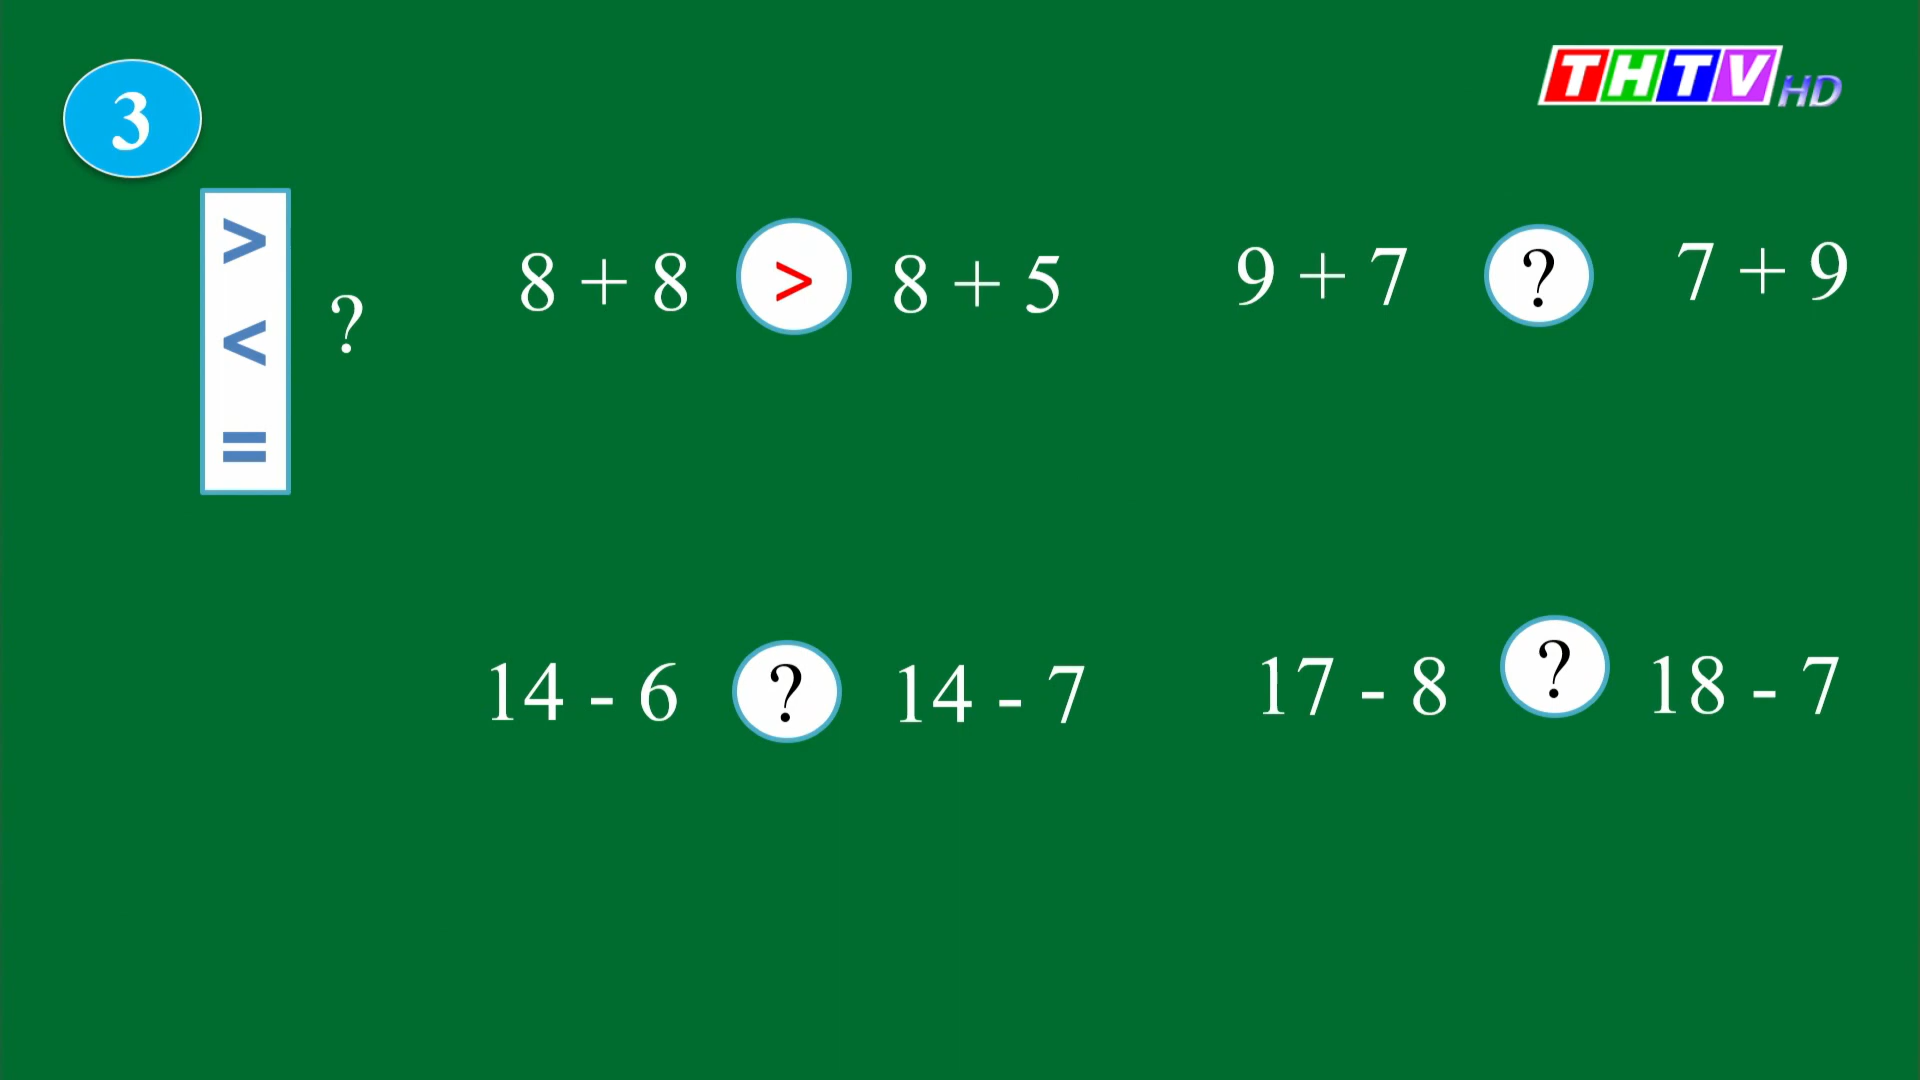 3
THTV HD
>
<
=
?
8 + 8 > 8 + 5
9 + 7 ? 7 + 9
14 - 6 ? 14 - 7
17 - 8 ? 18 - 7